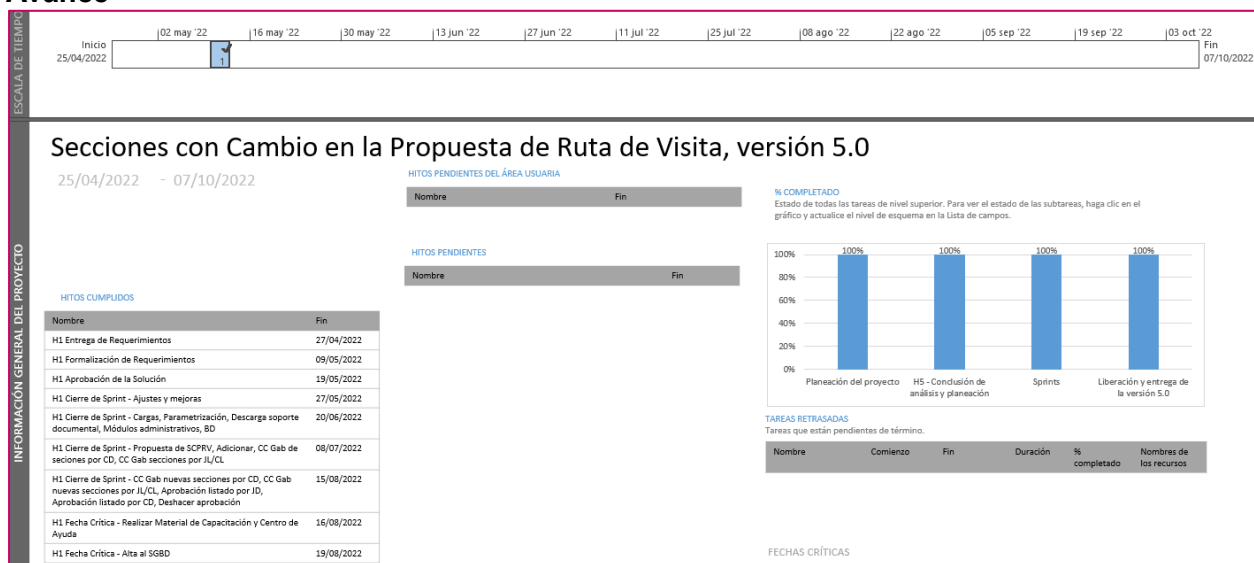 Avance
ESCALA DE TIEMPO
02 may '22
16 may '22
30 may '22
13 jun '22
27 jun '22
11 jul '22
25 jul '22
08 ago '22
22 ago '22
05 sep '22
19 sep '22
03 oct '22
Inicio
25/04/2022
1
Fin
07/10/2022
INFORMACIÓN GENERAL DEL PROYECTO
Secciones con Cambio en la Propuesta de Ruta de Visita, versión 5.0
25/04/2022 - 07/10/2022
HITOS CUMPLIDOS
Nombre Fin
H1 Entrega de Requerimientos 27/04/2022
H1 Formalización de Requerimientos 09/05/2022
H1 Aprobación de la Solución 19/05/2022
H1 Cierre de Sprint - Ajustes y mejoras 27/05/2022
H1 Cierre de Sprint - Cargas, Parametrización, Descarga soporte 20/06/2022
documental, Módulos administrativos, BD
H1 Cierre de Sprint - Propuesta de SCPRV, Adicionar, CC Gab de 08/07/2022
seciones por CD, CC Gab secciones por JL/CL
H1 Cierre de Sprint - CC Gab nuevas secciones por CD, CC Gab 15/08/2022
nuevas secciones por JL/CL, Aprobación listado por JD,
Aprobación listado por CD, Deshacer aprobación
H1 Fecha Crítica - Realizar Material de Capacitación y Centro de 16/08/2022
Ayuda
H1 Fecha Crítica - Alta al SGBD 19/08/2022
HITOS PENDIENTES DEL ÁREA USUARIA
Nombre Fin
HITOS PENDIENTES
Nombre Fin
% COMPLETADO
Estado de todas las tareas de nivel superior. Para ver el estado de las subtareas, haga clic en el
gráfico y actualice el nivel de esquema en la Lista de campos.
100%
80%
60%
40%
20%
0%
100% 100% 100% 100%
Planeación del proyecto
H5 - Conclusión de
análisis y planeación
Sprints
Liberación y entrega de
la versión 5.0
TAREAS RETRASADAS
Tareas que están pendientes de término.
Nombre Comienzo Fin Duración % completado Nombres de los recursos
FECHAS CRÍTICAS